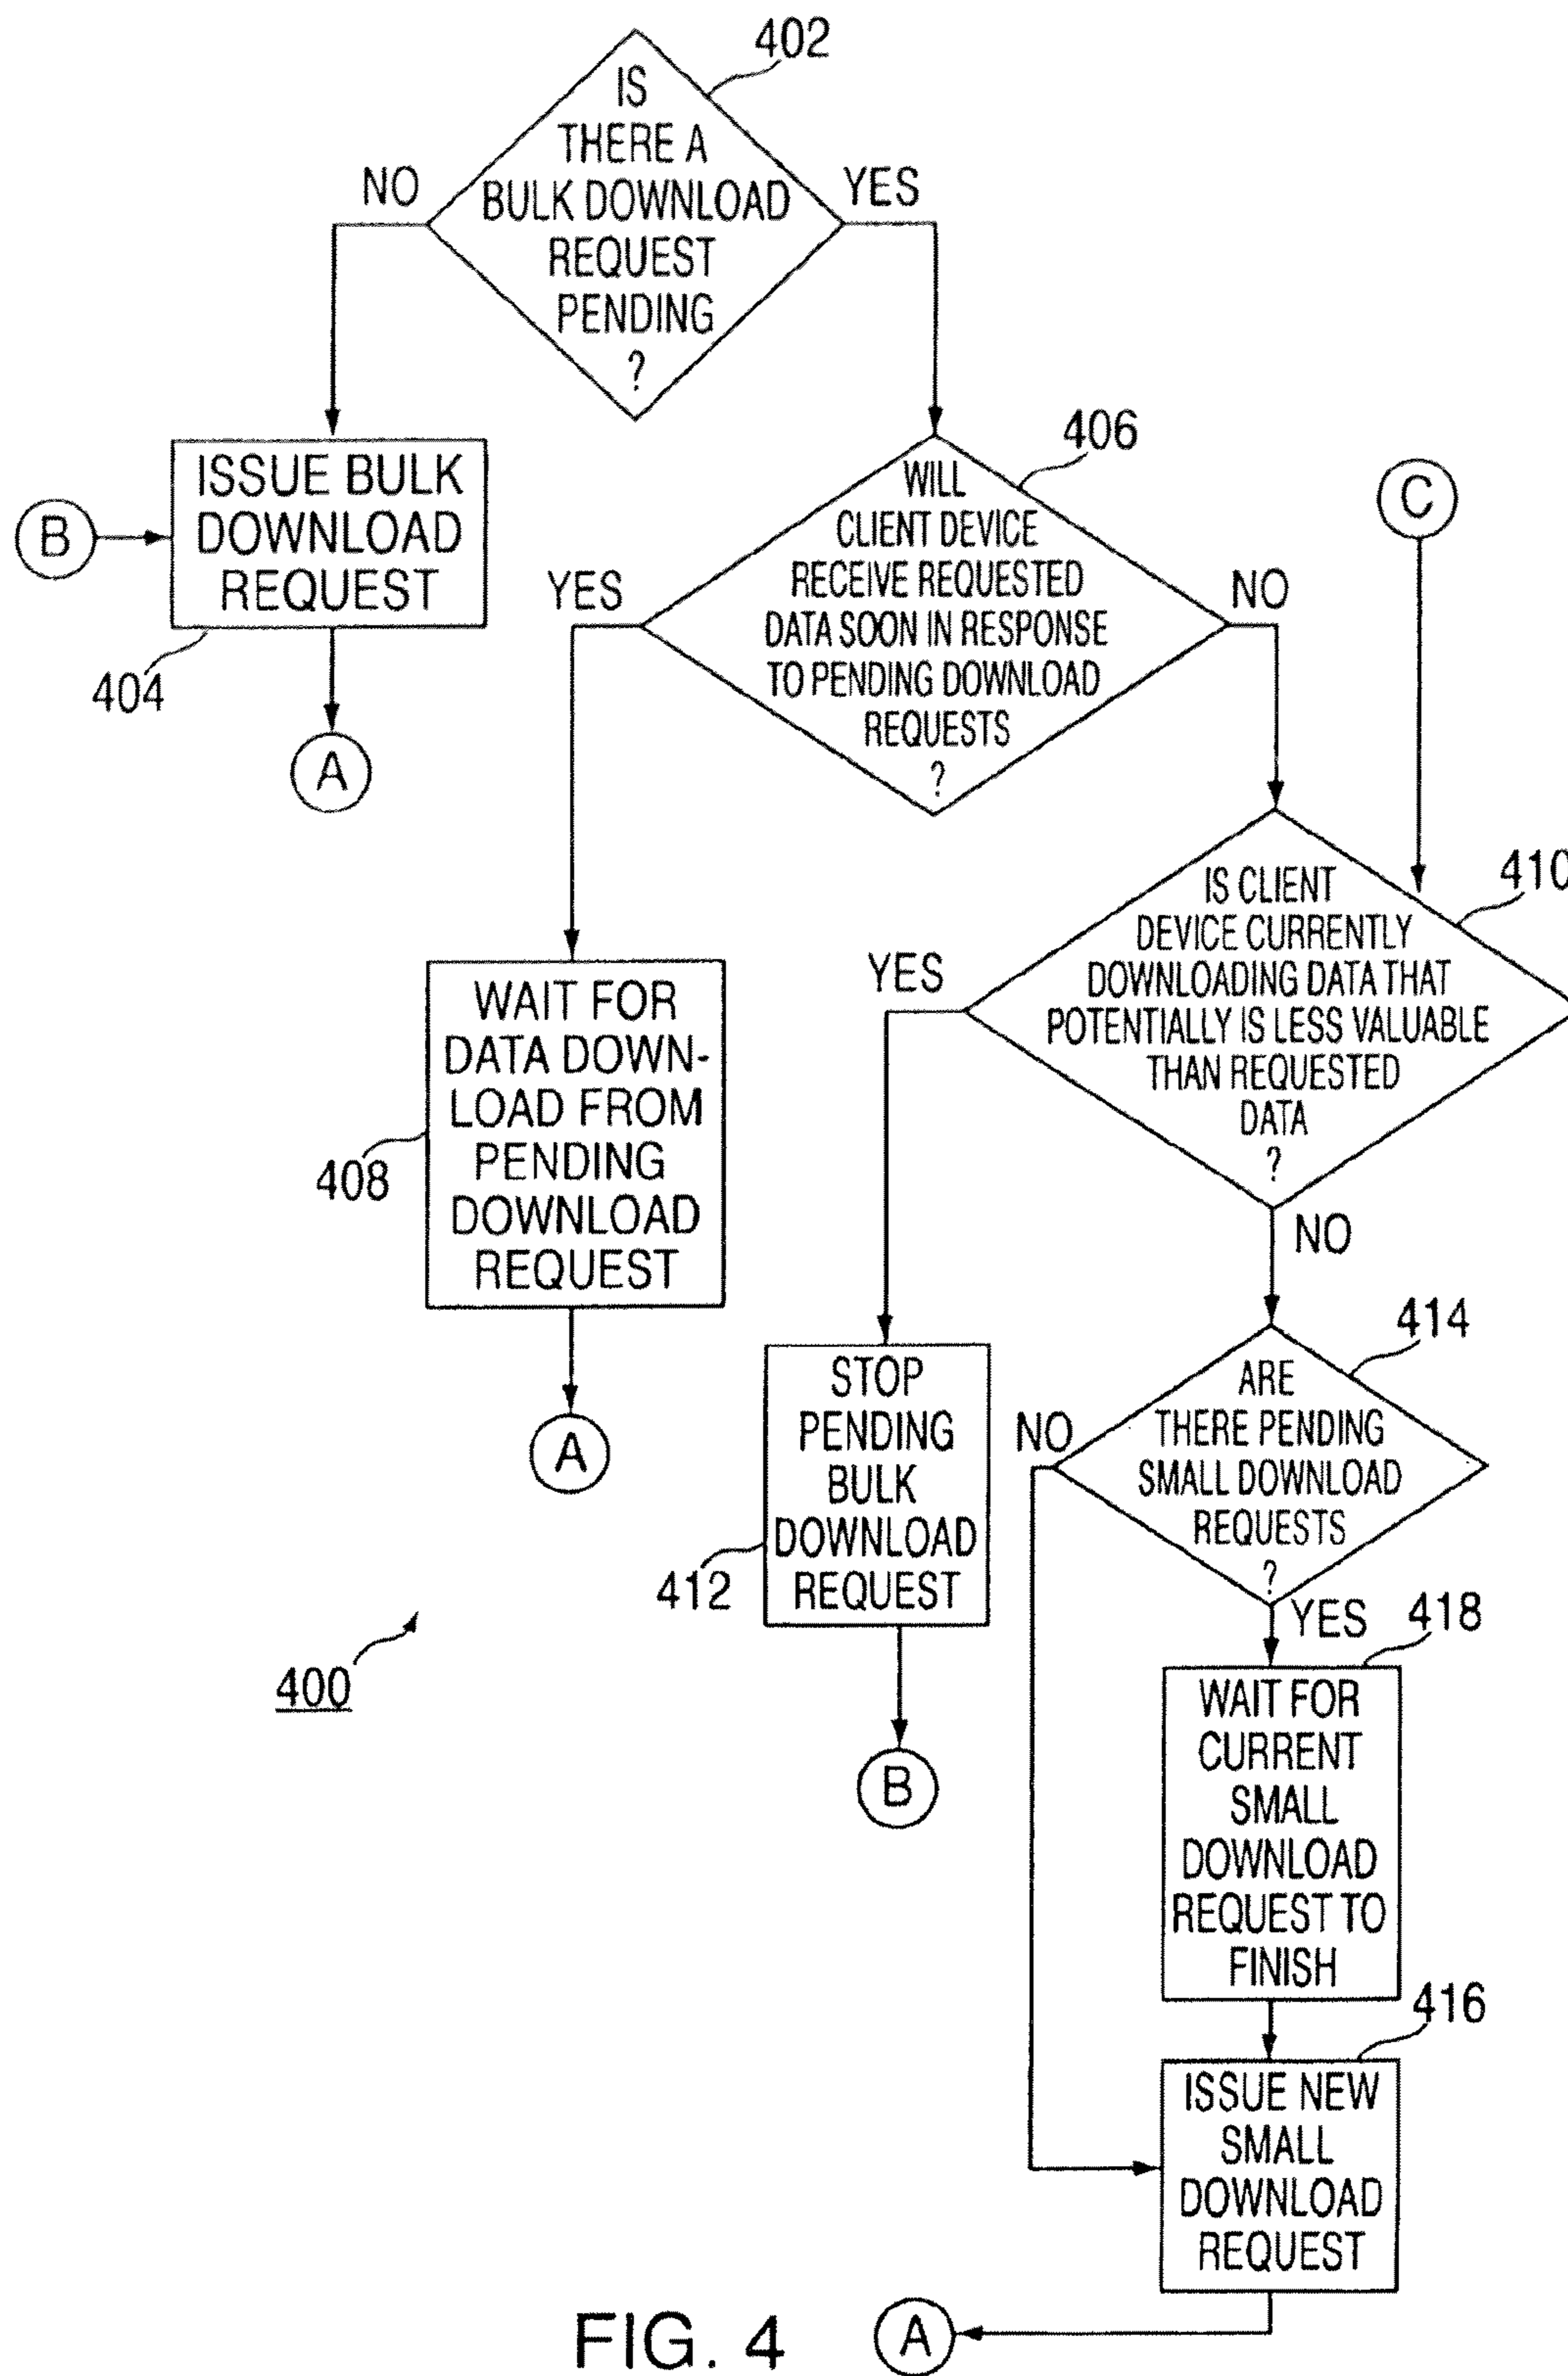 402
IS
THERE A
BULK DOWNLOAD
REQUEST
PENDING
?
NO
YES
B
ISSUE BULK
DOWNLOAD
REQUEST
404
A
406
WILL
CLIENT DEVICE
RECEIVE REQUESTED
DATA SOON IN RESPONSE
TO PENDING DOWNLOAD
REQUESTS
?
YES
NO
C
408
WAIT FOR
DATA DOWN-
LOAD FROM
PENDING
DOWNLOAD
REQUEST
A
410
IS CLIENT
DEVICE CURRENTLY
DOWNLOADING DATA THAT
POTENTIALLY IS LESS VALUABLE
THAN REQUESTED
DATA
?
YES
NO
412
STOP
PENDING
BULK
DOWNLOAD
REQUEST
B
414
ARE
THERE PENDING
SMALL DOWNLOAD
REQUESTS
?
NO
YES
418
WAIT FOR
CURRENT
SMALL
DOWNLOAD
REQUEST TO
FINISH
416
ISSUE NEW
SMALL
DOWNLOAD
REQUEST
A
400
FIG. 4